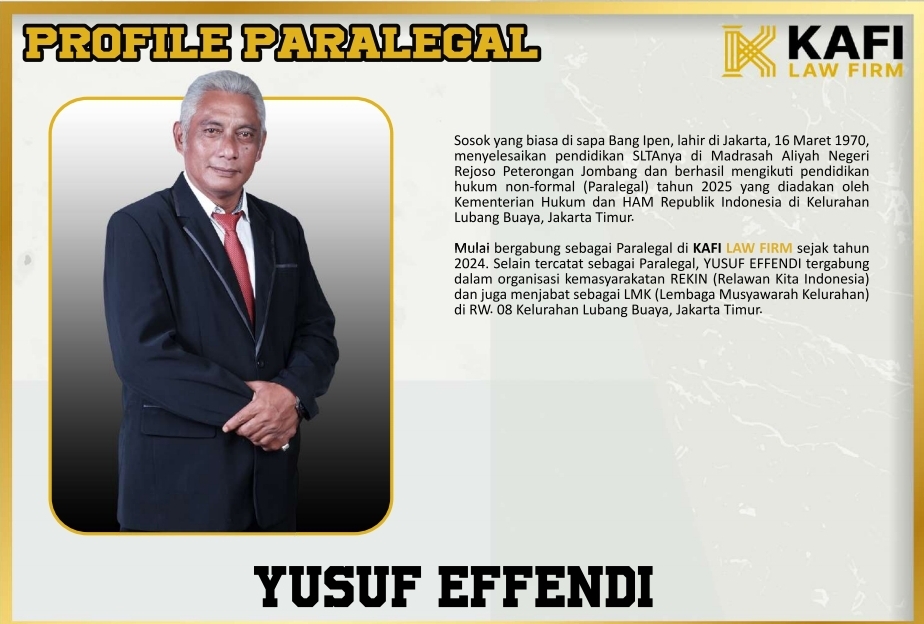 PROFILE PARALEGAL
KAFI
LAW FIRM
Sosok yang biasa di sapa Bang Ipen, lahir di Jakarta, 16 Maret 1970,
menyelesaikan pendidikan SLTAnya di Madrasah Aliyah Negeri
Rejoso Peterongan Jombang dan berhasil mengikuti pendidikan
hukum non-formal (Paralegal) tahun 2025 yang diadakan oleh
Kementerian Hukum dan HAM Republik Indonesia di Kelurahan
Lubang Buaya, Jakarta Timur.
Mulai bergabung sebagai Paralegal di KAFI LAW FIRM sejak tahun
2024. Selain tercatat sebagai Paralegal, YUSUF EFFENDI tergabung
dalam organisasi kemasyarakatan REKIN (Relawan Kita Indonesia)
dan juga menjabat sebagai LMK (Lembaga Musyawarah Kelurahan)
di RW. 08 Kelurahan Lubang Buaya, Jakarta Timur.
YUSUF EFFENDI